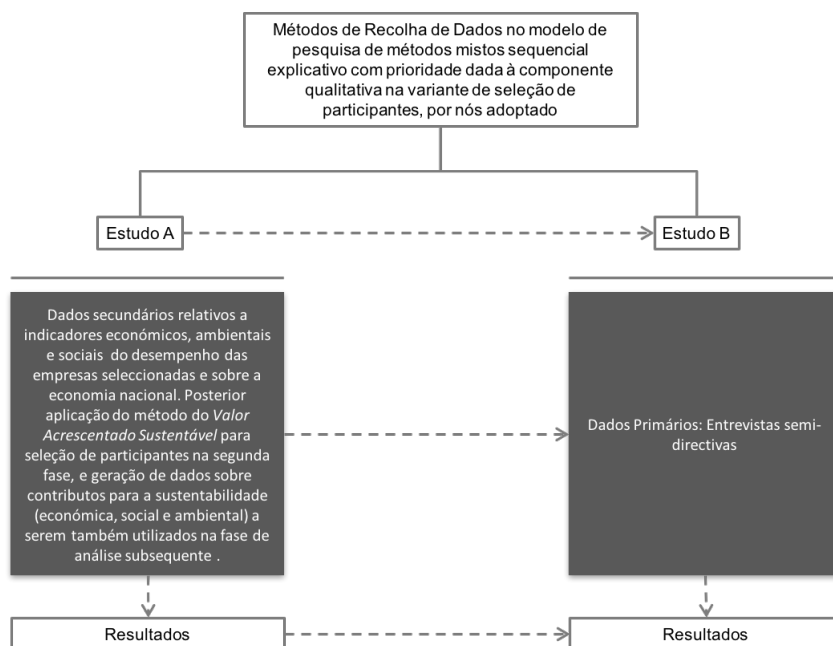 Métodos de Recolha de Dados no modelo de
pesquisa de métodos mistos sequencial
explicativo com prioridade dada à componente
qualitativa na variante de seleção de
participantes, por nós adoptado
Estudo A
Estudo B
Dados secundários relativos a
indicadores económicos, ambientais
e sociais do desempenho das
empresas seleccionadas e sobre a
economia nacional. Posterior
aplicação do método do Valor
Acrescentado Sustentável para
seleção de participantes na segunda
fase, e geração de dados sobre
contributos para a sustentabilidade
(económica, social e ambiental) a
serem também utilizados na fase de
análise subsequente .
Dados Primários: Entrevistas semi-
directivas
Resultados
Resultados